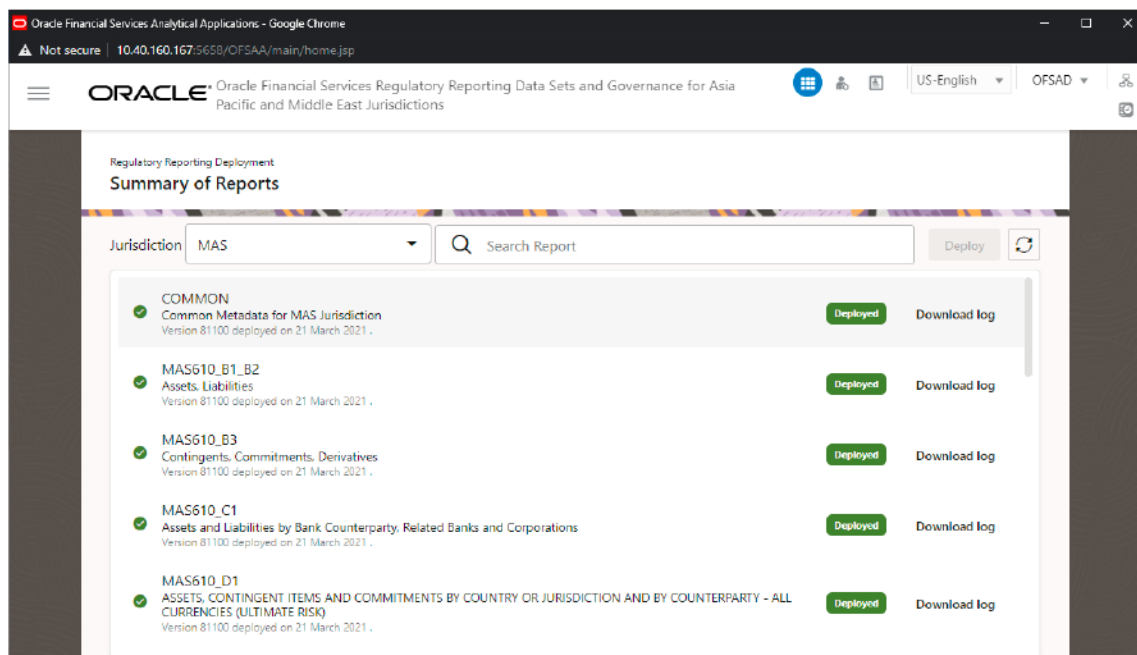 Oracle Financial Services Analytical Applications - Google Chrome
Not secure | 10.40.160.167:5658/OFSAA/main/home.jsp
ORACLE Oracle Financial Services Regulatory Reporting Data Sets and Governance for Asia
Pacific and Middle East Jurisdictions
US-English
OFSAD
Regulatory Reporting Deployment
Summary of Reports
Jurisdiction MAS
Search Report
Deploy
COMMON
Common Metadata for MAS Jurisdiction
Version 81100 deployed on 21 March 2021 .
Deployed
Download log
MAS610_B1_B2
Assets, Liabilities
Version 81100 deployed on 21 March 2021 .
Deployed
Download log
MAS610_B3
Contingents, Commitments, Derivatives
Version 81100 deployed on 21 March 2021 .
Deployed
Download log
MAS610_C1
Assets and Liabilities by Bank Counterparty, Related Banks and Corporations
Version 81100 deployed on 21 March 2021 .
Deployed
Download log
MAS610_D1
ASSETS, CONTINGENT ITEMS AND COMMITMENTS BY COUNTRY OR JURISDICTION AND BY COUNTERPARTY - ALL
CURRENCIES (ULTIMATE RISK)
Version 81100 deployed on 21 March 2021 .
Deployed
Download log